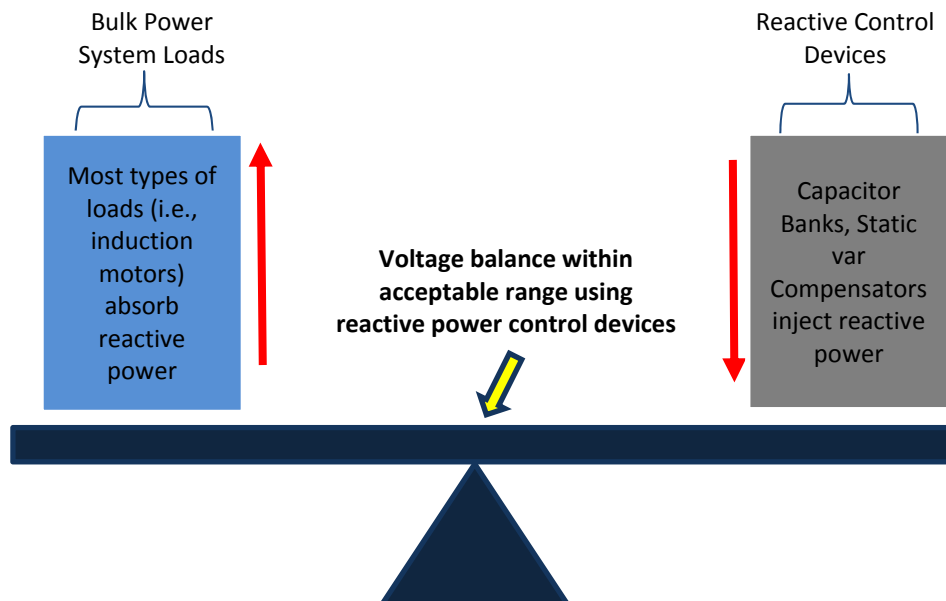 Bulk Power
System Loads
Reactive Control
Devices
Most types of
loads (i.e.,
induction
motors)
absorb
reactive
power
Voltage balance within
acceptable range using
reactive power control devices
Capacitor
Banks, Static
var
Compensators
inject reactive
power